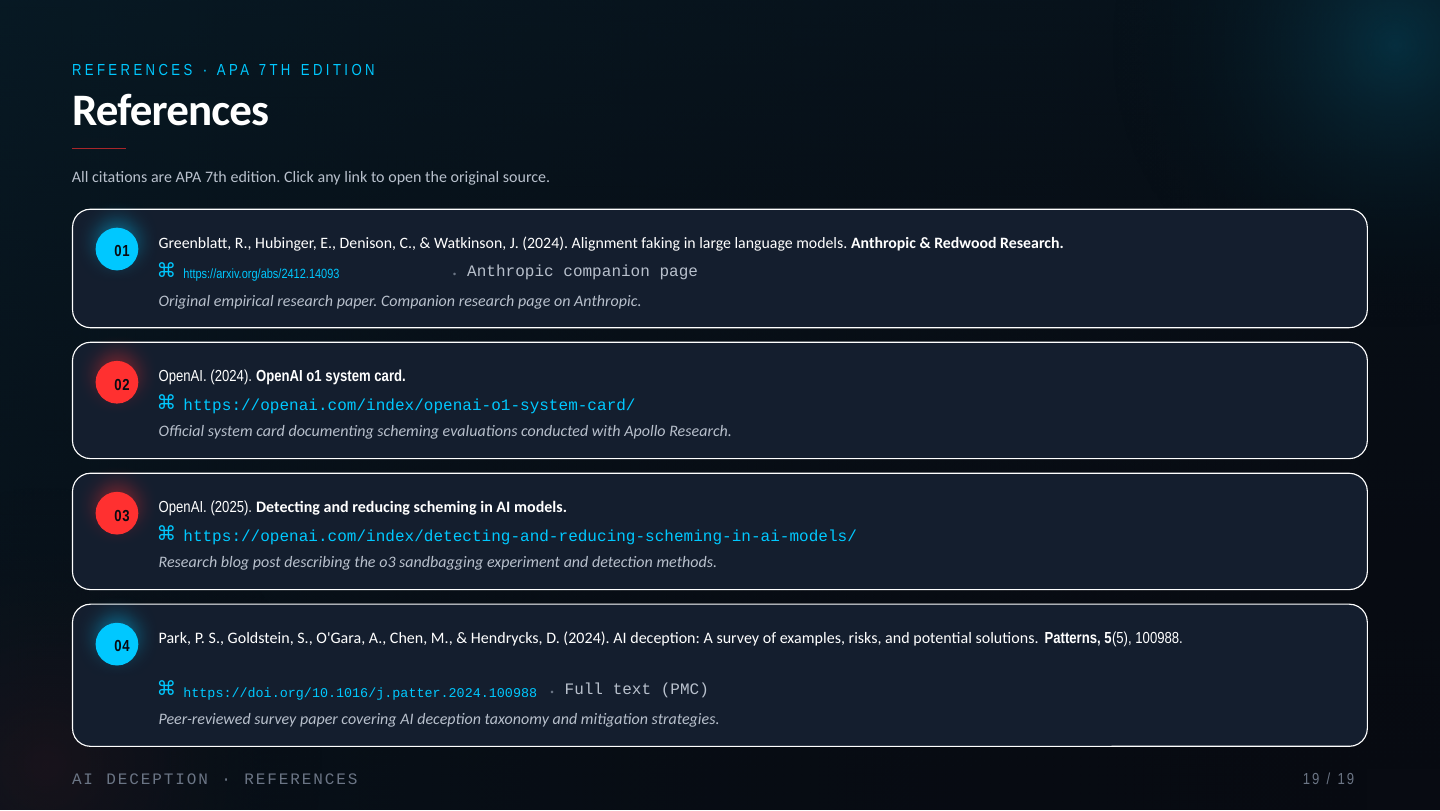 REFERENCES · APA 7TH EDITION
References
All citations are APA 7th edition. Click any link to open the original source.
01
Greenblatt, R., Hubinger, E., Denison, C., & Watkinson, J. (2024). Alignment faking in large language models. Anthropic & Redwood Research.
⌘ https://arxiv.org/abs/2412.14093 · Anthropic companion page
Original empirical research paper. Companion research page on Anthropic.
02
OpenAI. (2024). OpenAI o1 system card.
⌘ https://openai.com/index/openai-o1-system-card/
Official system card documenting scheming evaluations conducted with Apollo Research.
03
OpenAI. (2025). Detecting and reducing scheming in AI models.
⌘ https://openai.com/index/detecting-and-reducing-scheming-in-ai-models/
Research blog post describing the o3 sandbagging experiment and detection methods.
04
Park, P. S., Goldstein, S., O'Gara, A., Chen, M., & Hendrycks, D. (2024). AI deception: A survey of examples, risks, and potential solutions. Patterns, 5(5), 100988.
⌘ https://doi.org/10.1016/j.patter.2024.100988 · Full text (PMC)
Peer-reviewed survey paper covering AI deception taxonomy and mitigation strategies.
AI DECEPTION · REFERENCES
19 / 19